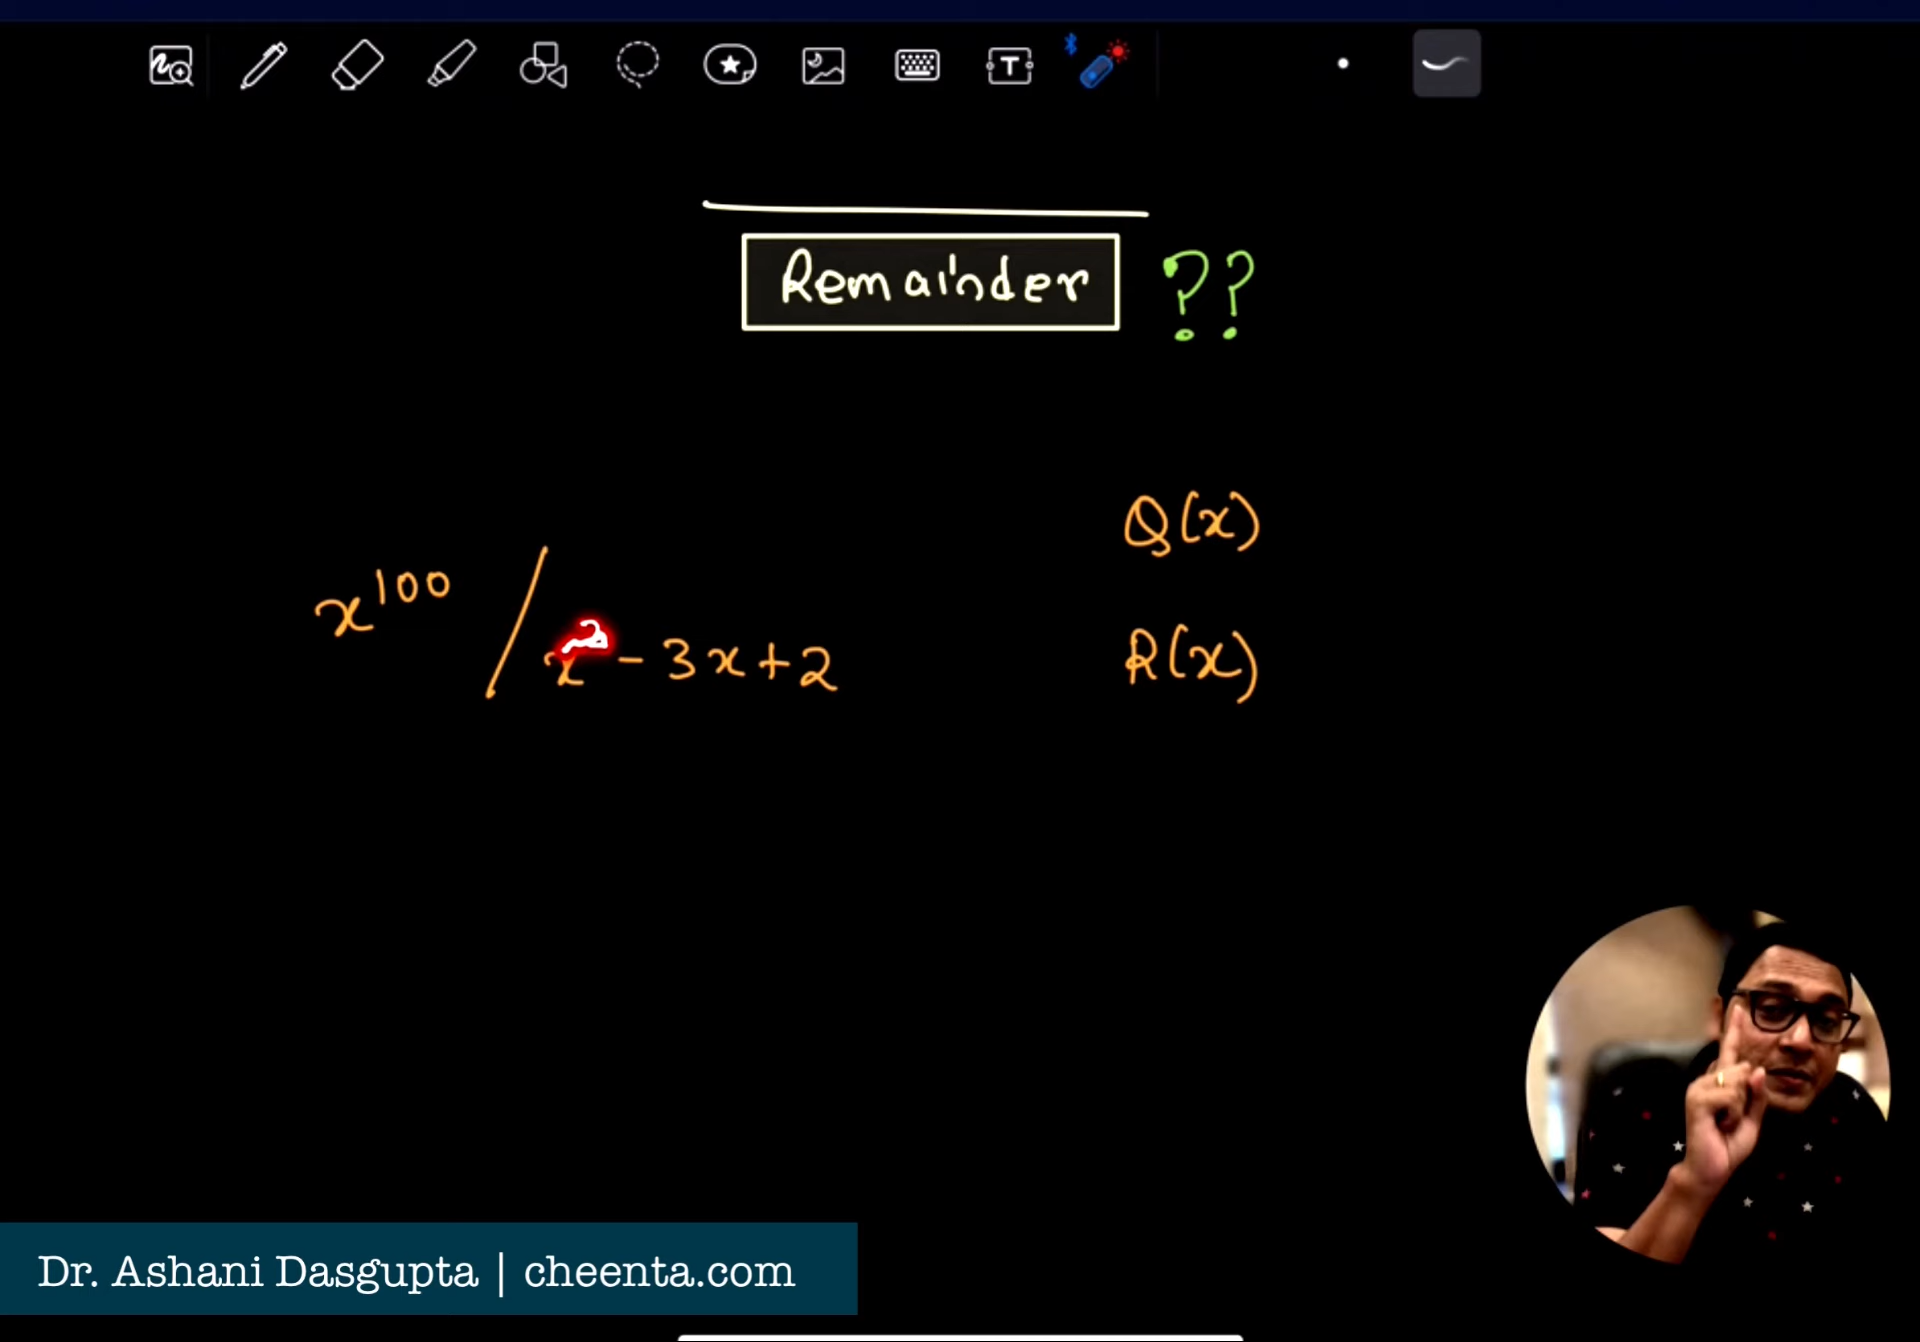 Remainder ??
Q(x)
x^100 / x^2 - 3x + 2
R(x)
Dr. Ashani Dasgupta | cheenta.com